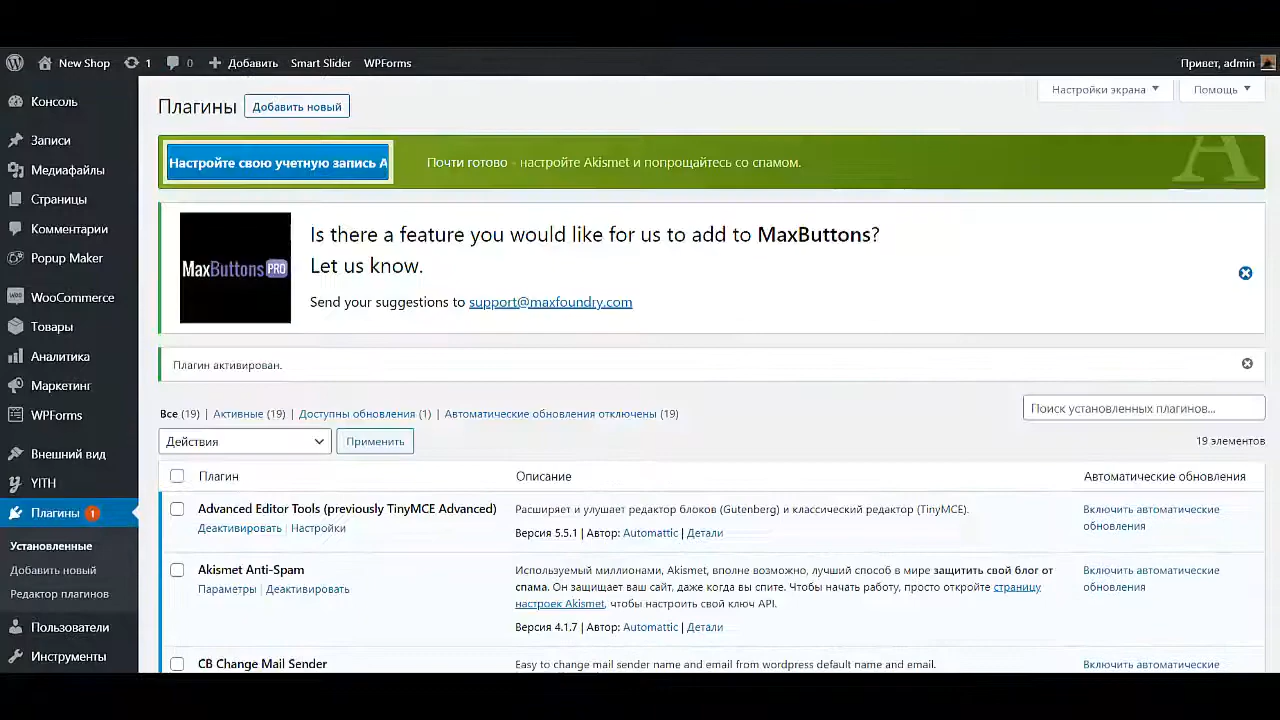 New Shop 1 0 Добавить Smart Slider WPForms Привет, admin
Консоль
Записи
Медиафайлы
Страницы
Комментарии
Popup Maker
WooCommerce
Товары
Аналитика
Маркетинг
WPForms
Внешний вид
YITH
Плагины 1
Установленные
Добавить новый
Редактор плагинов
Пользователи
Инструменты
Настройки экрана Помощь
Плагины Добавить новый
Настройте свою учетную запись A
Почти готово - настройте Akismet и попрощайтесь со спамом.
A
MaxButtons PRO
Is there a feature you would like for us to add to MaxButtons?
Let us know.
Send your suggestions to support@maxfoundry.com
Плагин активирован.
Все (19) | Активные (19) | Доступны обновления (1) | Автоматические обновления отключены (19)
Поиск установленных плагинов...
Действия Применить
19 элементов
Плагин Описание Автоматические обновления
Advanced Editor Tools (previously TinyMCE Advanced)
Деактивировать | Настройки
Расширяет и улучшает редактор блоков (Gutenberg) и классический редактор (TinyMCE).
Версия 5.5.1 | Автор: Automattic | Детали
Включить автоматические
обновления
Akismet Anti-Spam
Параметры | Деактивировать
Используемый миллионами, Akismet, вполне возможно, лучший способ в мире защитить свой блог от
спама. Он защищает ваш сайт, даже когда вы спите. Чтобы начать работу, просто откройте страницу
настроек Akismet, чтобы настроить свой ключ API.
Версия 4.1.7 | Автор: Automattic | Детали
Включить автоматические
обновления
CB Change Mail Sender
Easy to change mail sender name and email from wordpress default name and email.
Включить автоматические